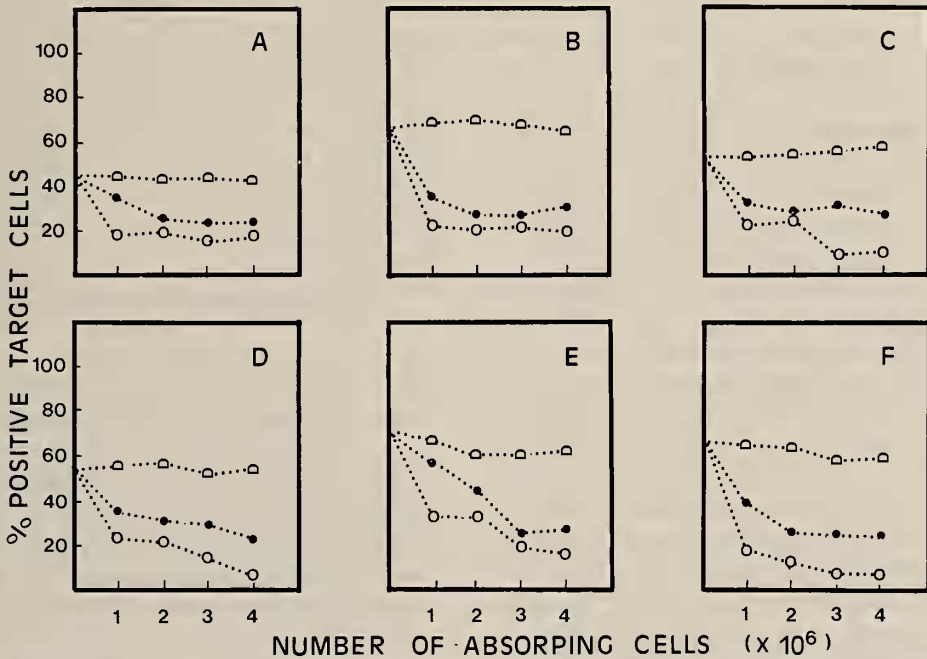 A
B
C
100
80
60
40
20
D
E
F
100
80
60
40
20
1 2 3 4
1 2 3 4
1 2 3 4
% POSITIVE TARGET CELLS
NUMBER OF ABSORPING CELLS (x 10⁶)